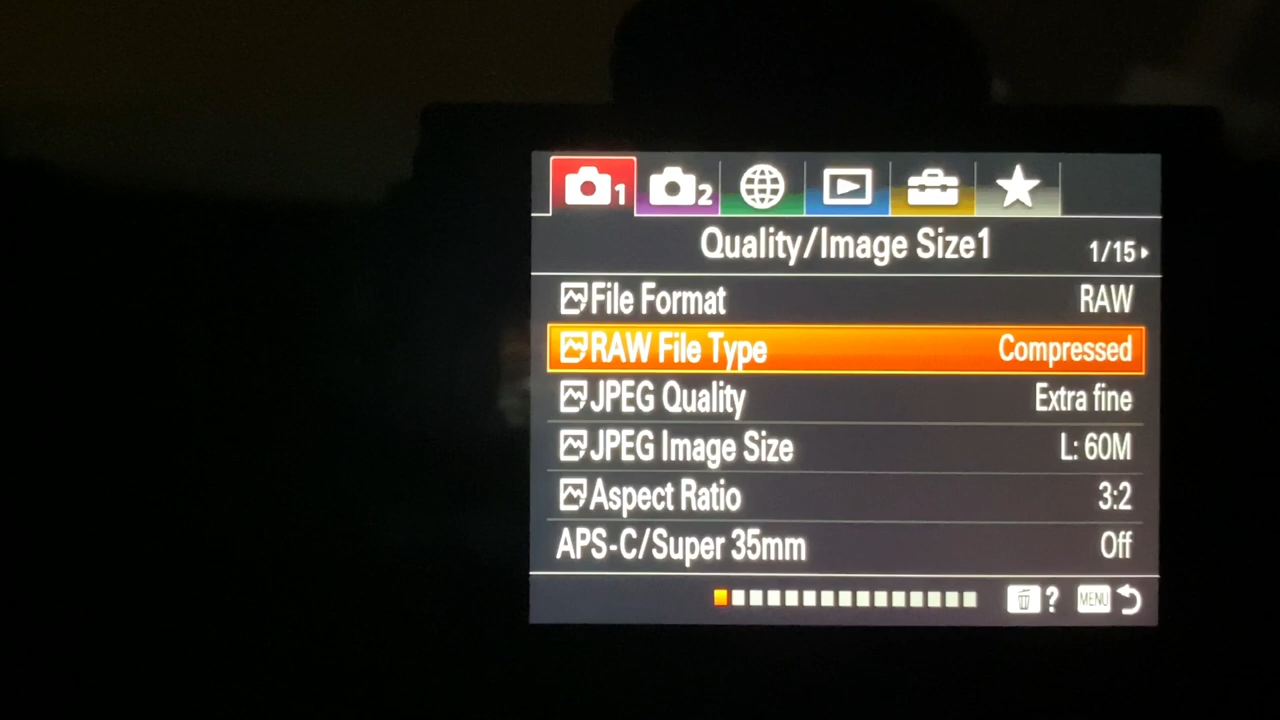 1 2
Quality/Image Size1 1/15
File Format RAW
RAW File Type Compressed
JPEG Quality Extra fine
JPEG Image Size L: 60M
Aspect Ratio 3:2
APS-C/Super 35mm Off
? MENU